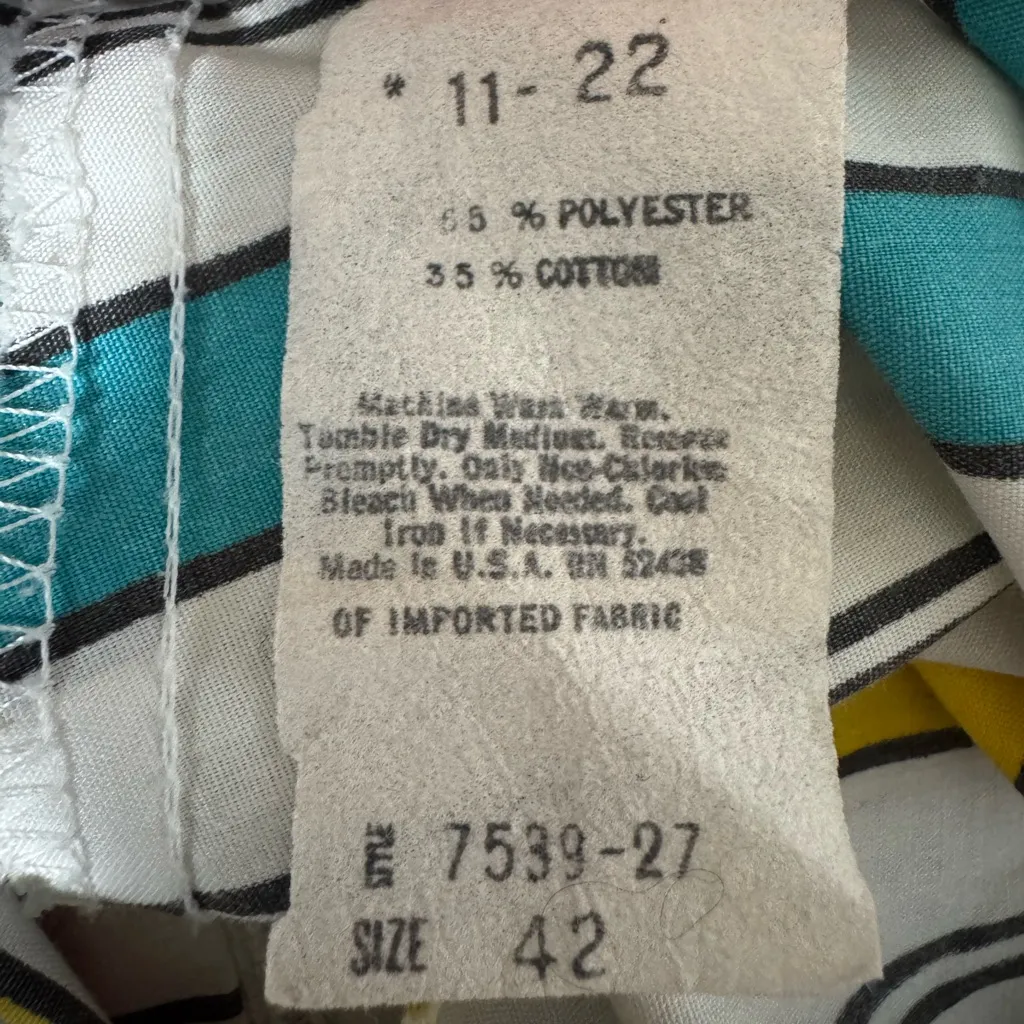 * 11- 22
65 % POLYESTER
35 % COTTON
Machine Wash Warm.
Tumble Dry Medium. Remove
Promptly. Only Non-Chlorine
Bleach When Needed. Cool
Iron If Necessary.
Made in U.S.A. RN 52438
OF IMPORTED FABRIC
STYLE 7539-27
SIZE 42